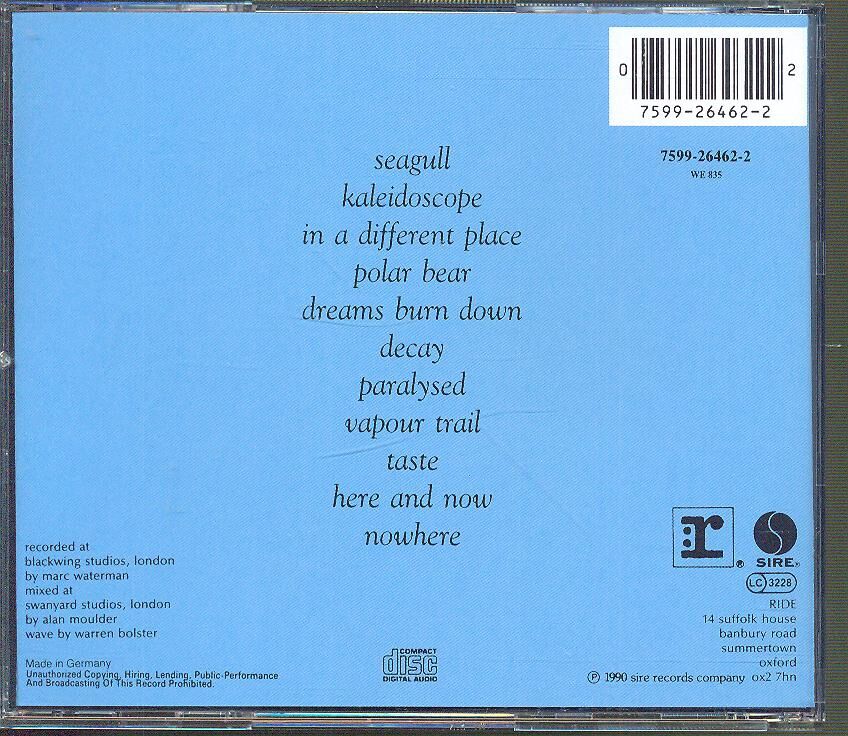 0 2
7599-26462-2
7599-26462-2
WE 835
seagull
kaleidoscope
in a different place
polar bear
dreams burn down
decay
paralysed
vapour trail
taste
here and now
nowhere
recorded at
blackwing studios, london
by marc waterman
mixed at
swanyard studios, london
by alan moulder
wave by warren bolster
Made in Germany
Unauthorized Copying, Hiring, Lending, Public-Performance
And Broadcasting Of This Record Prohibited.
COMPACT
disc
DIGITAL AUDIO
r ®
SIRE®
LC 3228
RIDE
14 suffolk house
banbury road
summertown
oxford
℗ 1990 sire records company ox2 7hn